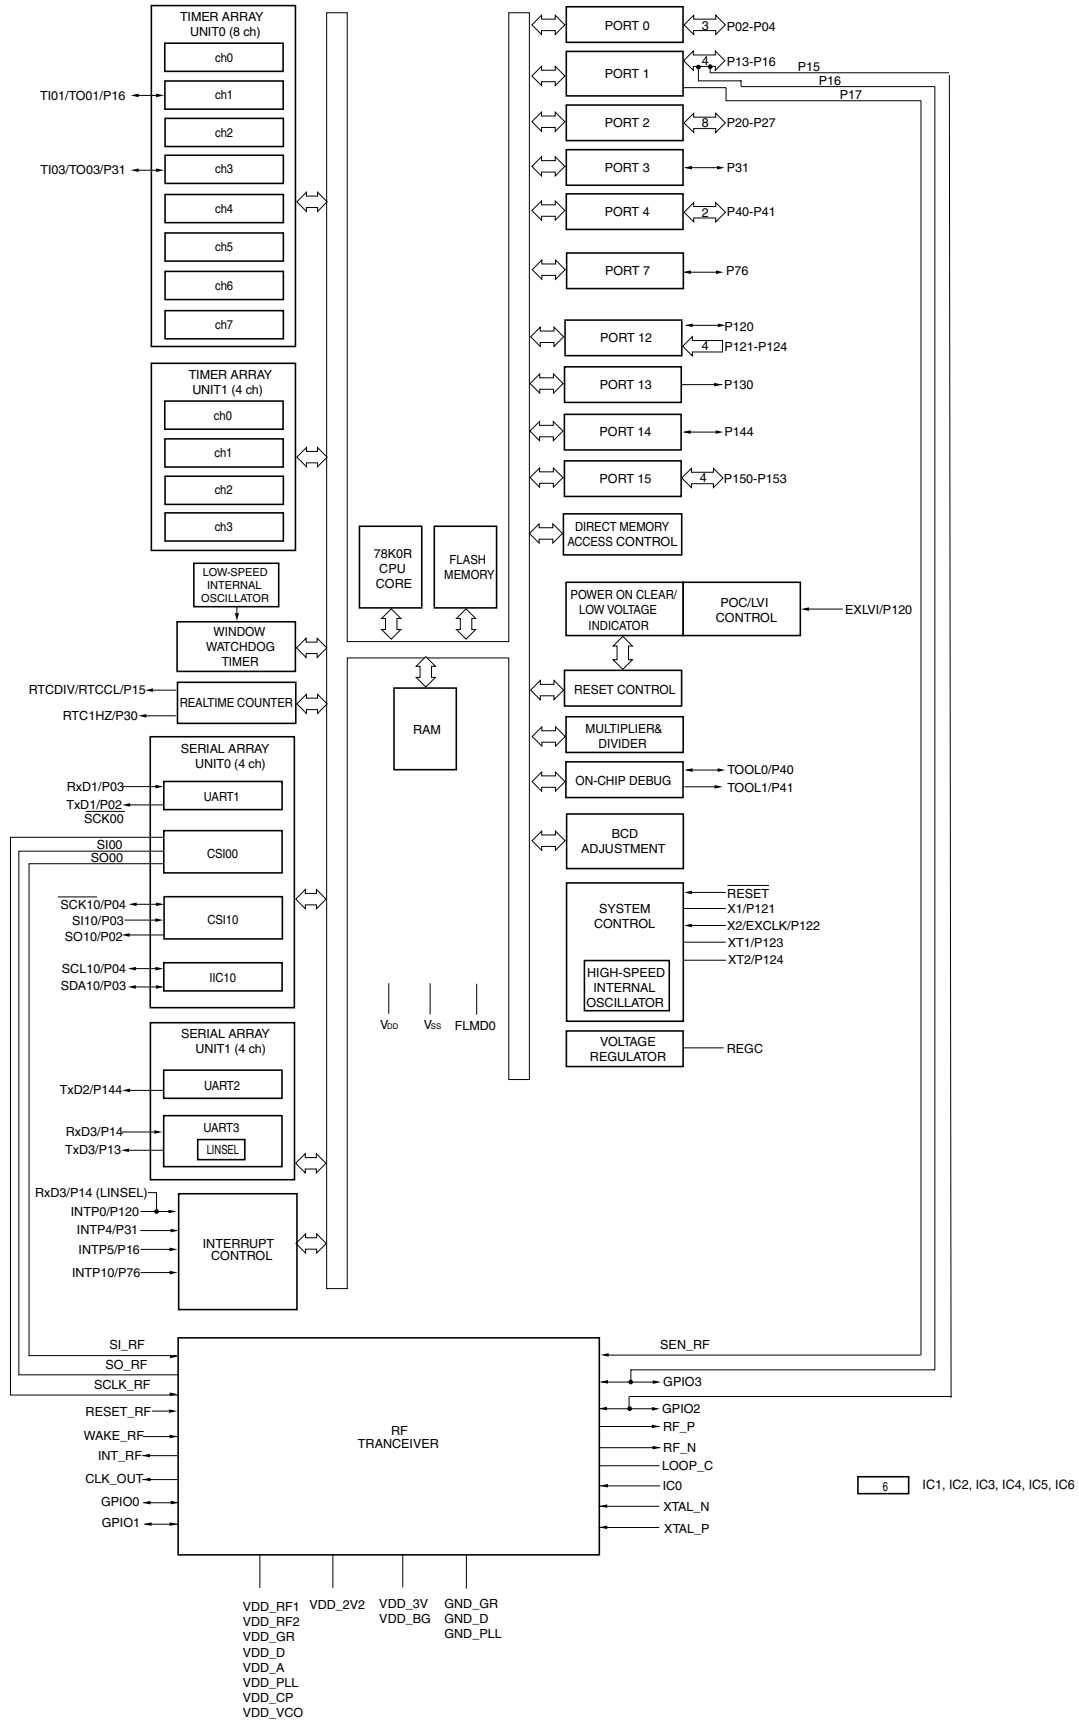 TIMER ARRAY
UNIT0 (8 ch)
ch0
TI01/TO01/P16
ch1
ch2
TI03/TO03/P31
ch3
ch4
ch5
ch6
ch7
TIMER ARRAY
UNIT1 (4 ch)
ch0
ch1
ch2
ch3
LOW-SPEED
INTERNAL
OSCILLATOR
WINDOW
WATCHDOG
TIMER
RTCDIV/RTCCL/P15
RTC1HZ/P30
REALTIME COUNTER
SERIAL ARRAY
UNIT0 (4 ch)
RxD1/P03
TxD1/P02
UART1
SCK00
SI00
SO00
CSI00
SCK10/P04
SI10/P03
SO10/P02
CSI10
SCL10/P04
SDA10/P03
IIC10
SERIAL ARRAY
UNIT1 (4 ch)
TxD2/P144
UART2
RxD3/P14
TxD3/P13
UART3
LINSEL
RxD3/P14 (LINSEL)
INTP0/P120
INTP4/P31
INTP5/P16
INTP10/P76
INTERRUPT
CONTROL
78K0R
CPU
CORE
FLASH
MEMORY
RAM
VDD
VSS
FLMD0
PORT 0
3
P02-P04
PORT 1
4
P13-P16
P15
P16
P17
PORT 2
8
P20-P27
PORT 3
P31
PORT 4
2
P40-P41
PORT 7
P76
PORT 12
P120
4
P121-P124
PORT 13
P130
PORT 14
P144
PORT 15
4
P150-P153
DIRECT MEMORY
ACCESS CONTROL
POWER ON CLEAR/
LOW VOLTAGE
INDICATOR
POC/LVI
CONTROL
EXLVI/P120
RESET CONTROL
MULTIPLIER&
DIVIDER
ON-CHIP DEBUG
TOOL0/P40
TOOL1/P41
BCD
ADJUSTMENT
SYSTEM
CONTROL
HIGH-SPEED
INTERNAL
OSCILLATOR
RESET
X1/P121
X2/EXCLK/P122
XT1/P123
XT2/P124
VOLTAGE
REGULATOR
REGC
SI_RF
SO_RF
SCLK_RF
RESET_RF
WAKE_RF
INT_RF
CLK_OUT
GPIO0
GPIO1
RF
TRANCEIVER
SEN_RF
GPIO3
GPIO2
RF_P
RF_N
LOOP_C
IC0
XTAL_N
XTAL_P
6
IC1, IC2, IC3, IC4, IC5, IC6
VDD_RF1
VDD_RF2
VDD_GR
VDD_D
VDD_A
VDD_PLL
VDD_CP
VDD_VCO
VDD_2V2
VDD_3V
VDD_BG
GND_GR
GND_D
GND_PLL